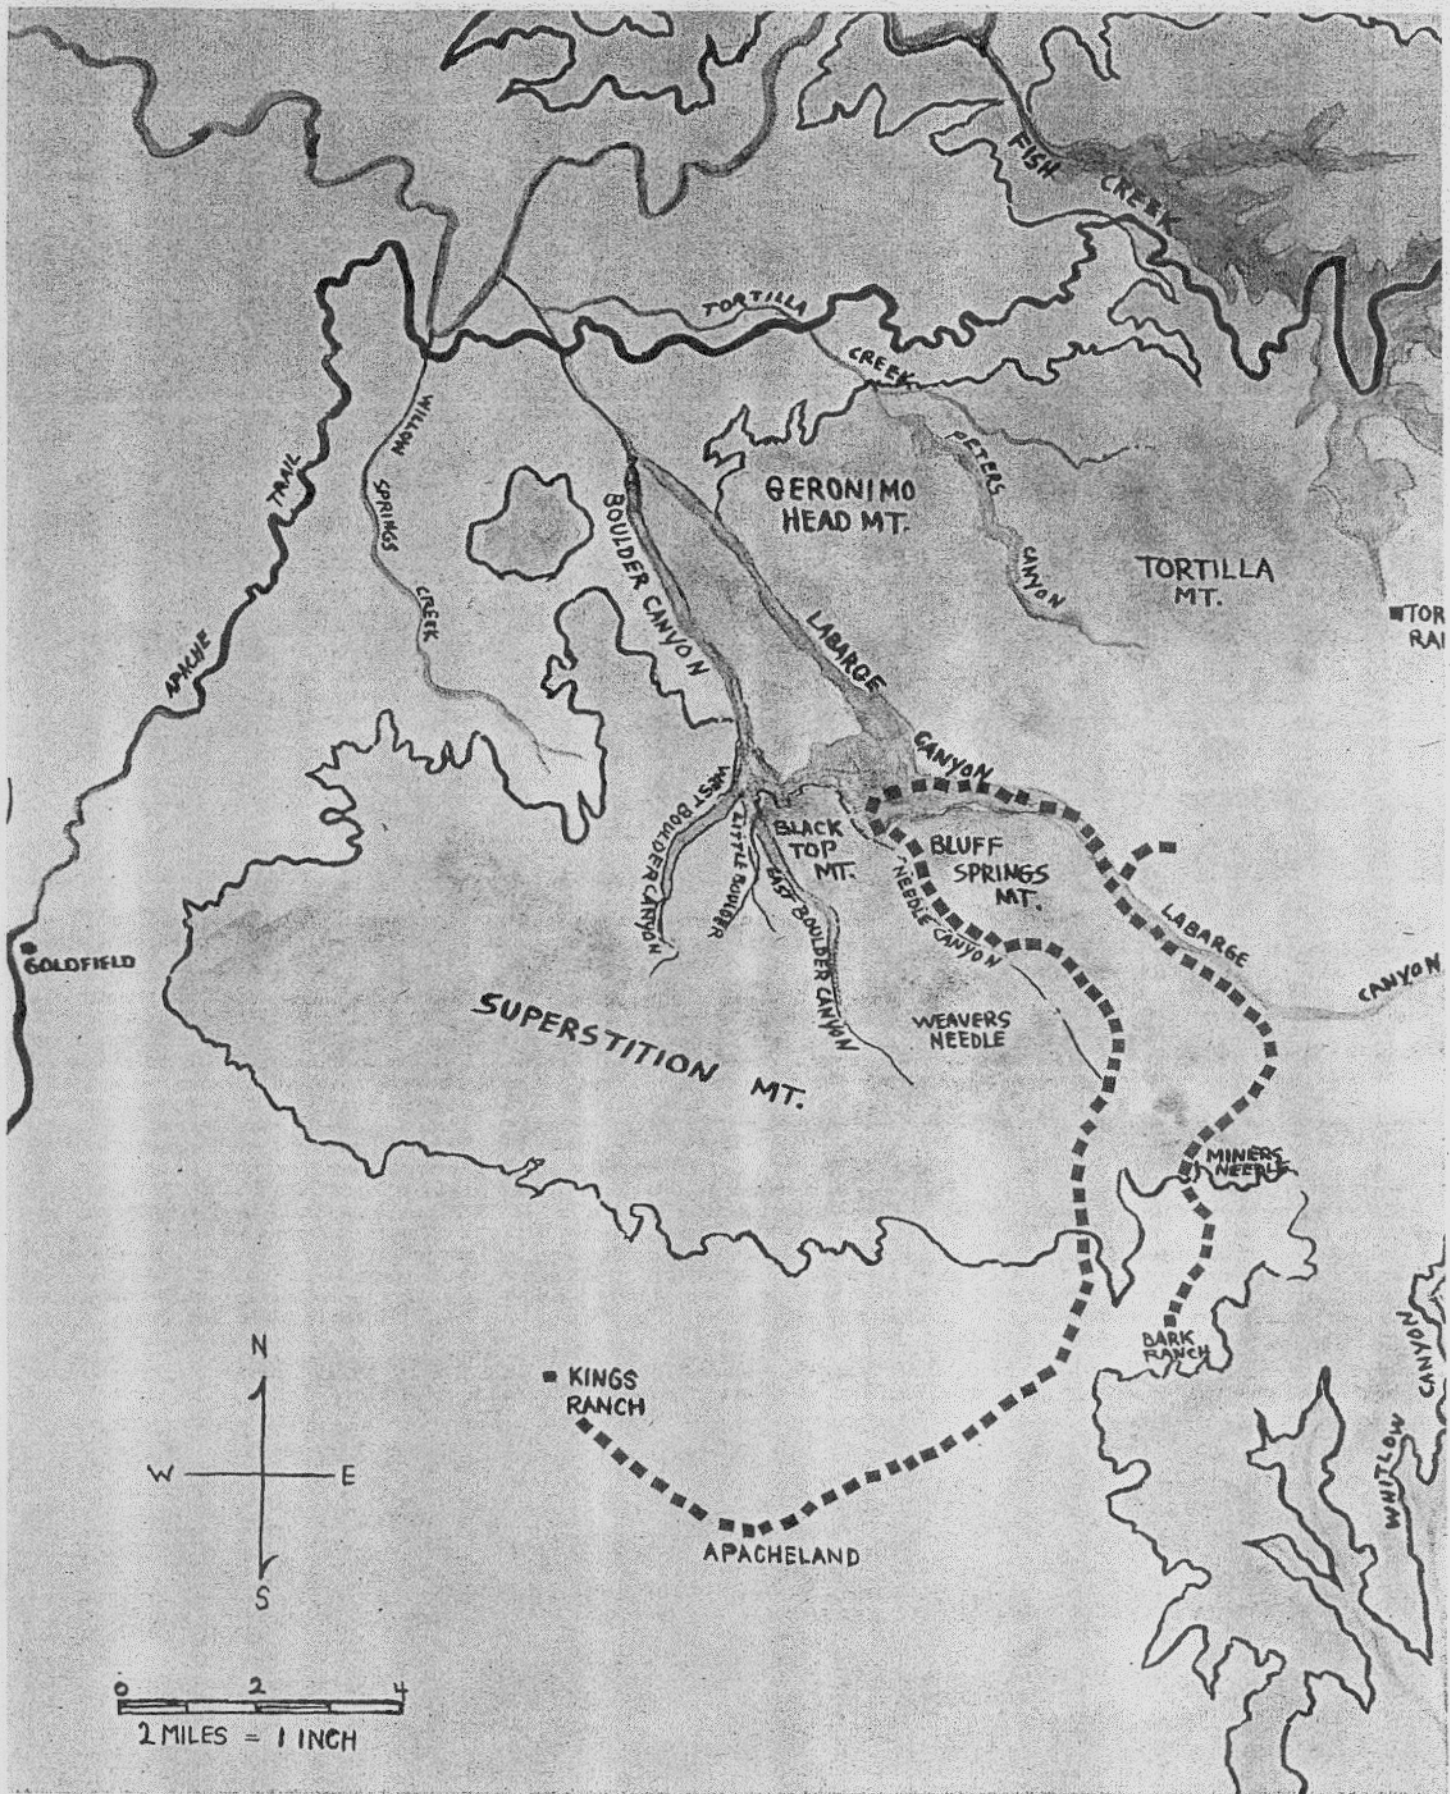 FISH
CREEK
TORTILLA
CREEK
WILLOW
SPRINGS
CREEK
APACHE
TRAIL
PETERS
CANYON
GERONIMO
HEAD MT.
BOULDER CANYON
TORTILLA
MT.
TOR
RAI
LABARGE
CANYON
WEST BOULDER CANYON
LITTLE BOULDER
BLACK
TOP
MT.
EAST BOULDER CANYON
BLUFF
SPRINGS
MT.
NEEDLE CANYON
LABARGE
CANYON
GOLDFIELD
SUPERSTITION MT.
WEAVERS
NEEDLE
MINERS
NEEDLE
BARK
RANCH
WHITLOW
CANYON
N
W
E
S
KINGS
RANCH
APACHELAND
0 2 4
2 MILES = 1 INCH